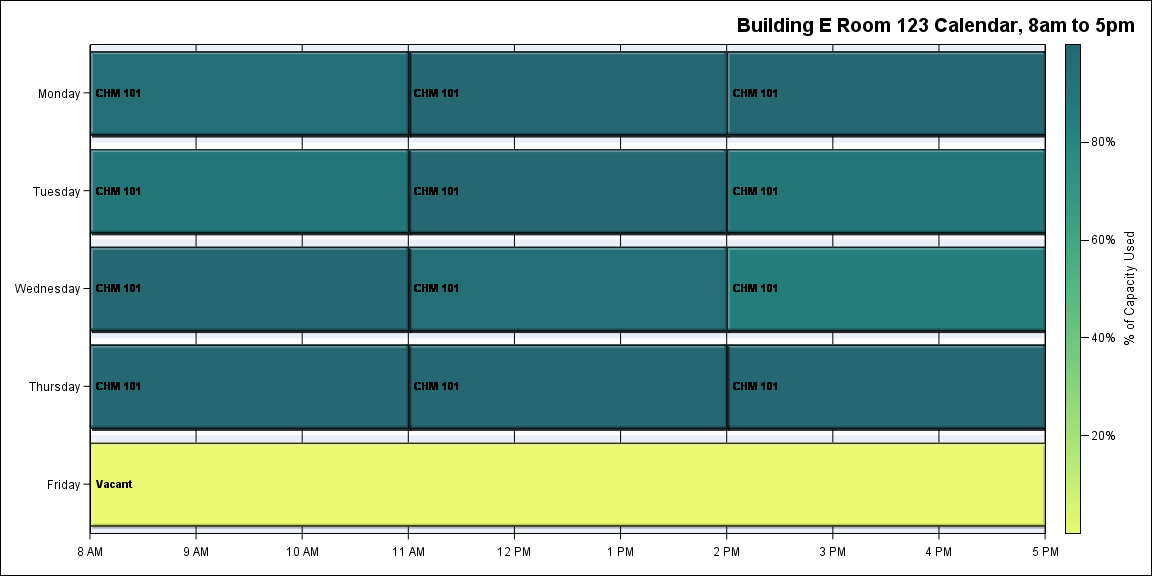 Building E Room 123 Calendar, 8am to 5pm
Monday
CHM 101
CHM 101
CHM 101
Tuesday
CHM 101
CHM 101
CHM 101
Wednesday
CHM 101
CHM 101
CHM 101
Thursday
CHM 101
CHM 101
CHM 101
Friday
Vacant
8 AM
9 AM
10 AM
11 AM
12 PM
1 PM
2 PM
3 PM
4 PM
5 PM
80%
60%
40%
20%
% of Capacity Used